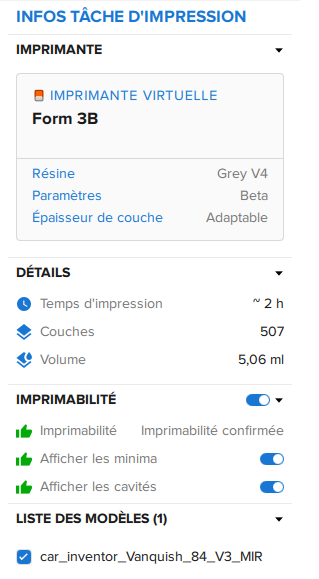 INFOS TÂCHE D'IMPRESSION
IMPRIMANTE
IMPRIMANTE VIRTUELLE
Form 3B
Résine Grey V4
Paramètres Beta
Épaisseur de couche Adaptable
DÉTAILS
Temps d'impression ~ 2 h
Couches 507
Volume 5,06 ml
IMPRIMABILITÉ
Imprimabilité Imprimabilité confirmée
Afficher les minima
Afficher les cavités
LISTE DES MODÈLES (1)
car_inventor_Vanquish_84_V3_MIR